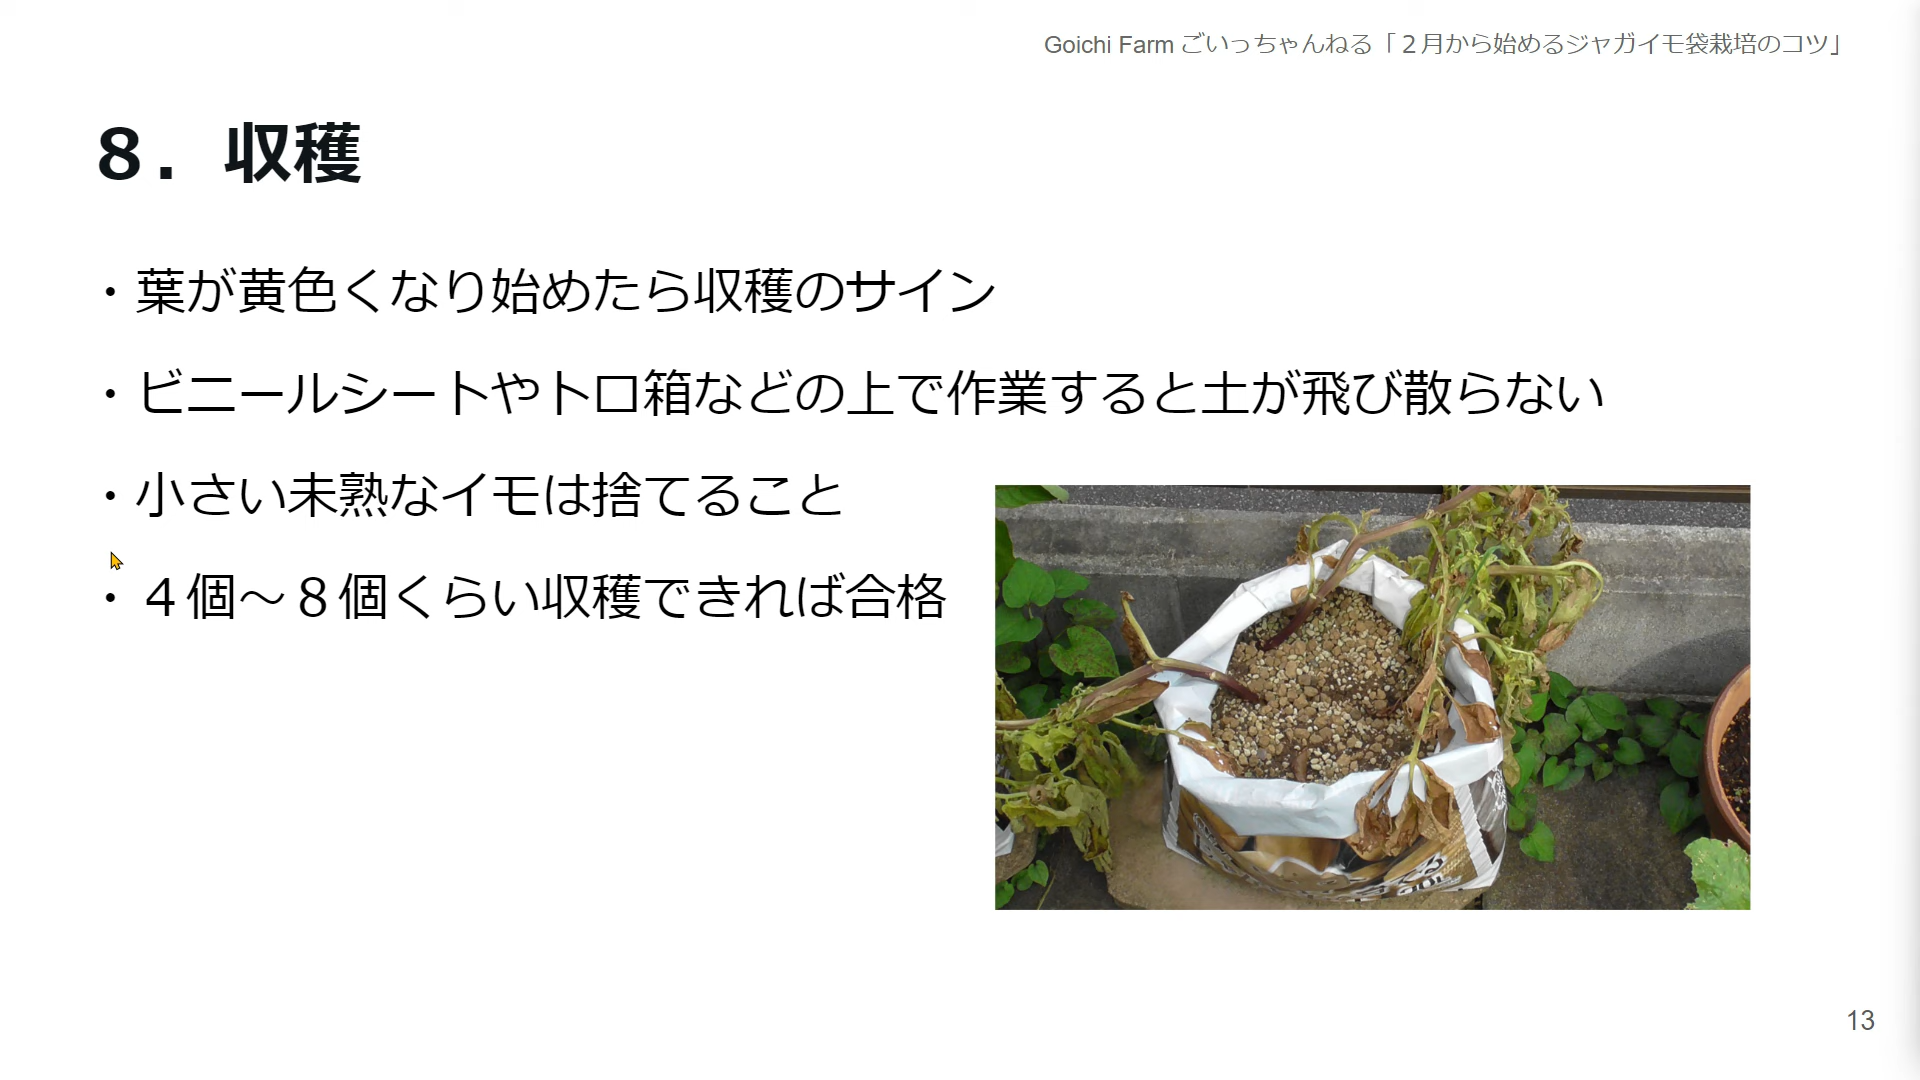 Goichi Farm ごいっちゃんねる「２月から始めるジャガイモ袋栽培のコツ」
８．収穫
・葉が黄色くなり始めたら収穫のサイン
・ビニールシートやトロ箱などの上で作業すると土が飛び散らない
・小さい未熟なイモは捨てること
・４個～８個くらい収穫できれば合格
13